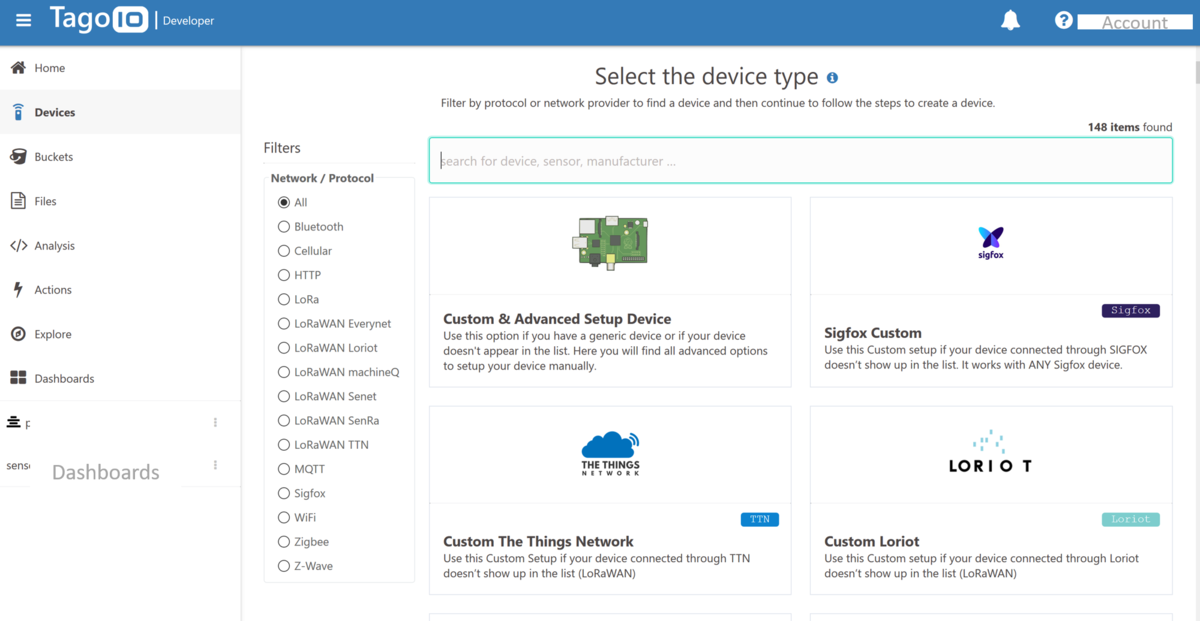 TagoIO | Developer
Account
Home
Devices
Buckets
Files
Analysis
Actions
Explore
Dashboards
Dashboards
Select the device type
Filter by protocol or network provider to find a device and then continue to follow the steps to create a device.
148 items found
Filters
Network / Protocol
All
Bluetooth
Cellular
HTTP
LoRa
LoRaWAN Everynet
LoRaWAN Loriot
LoRaWAN machineQ
LoRaWAN Senet
LoRaWAN SenRa
LoRaWAN TTN
MQTT
Sigfox
WiFi
Zigbee
Z-Wave
search for device, sensor, manufacturer ...
Custom & Advanced Setup Device
Use this option if you have a generic device or if your device
doesn't appear in the list. Here you will find all advanced options
to setup your device manually.
sigfox
Sigfox
Sigfox Custom
Use this Custom setup if your device connected through SIGFOX
doesn't show up in the list. It works with ANY Sigfox device.
THE THINGS
NETWORK
TTN
Custom The Things Network
Use this Custom Setup if your device connected through TTN
doesn't show up in the list (LoRaWAN)
LORIOT
Loriot
Custom Loriot
Use this Custom setup if your device connected through Loriot
doesn't show up in the list (LoRaWAN)